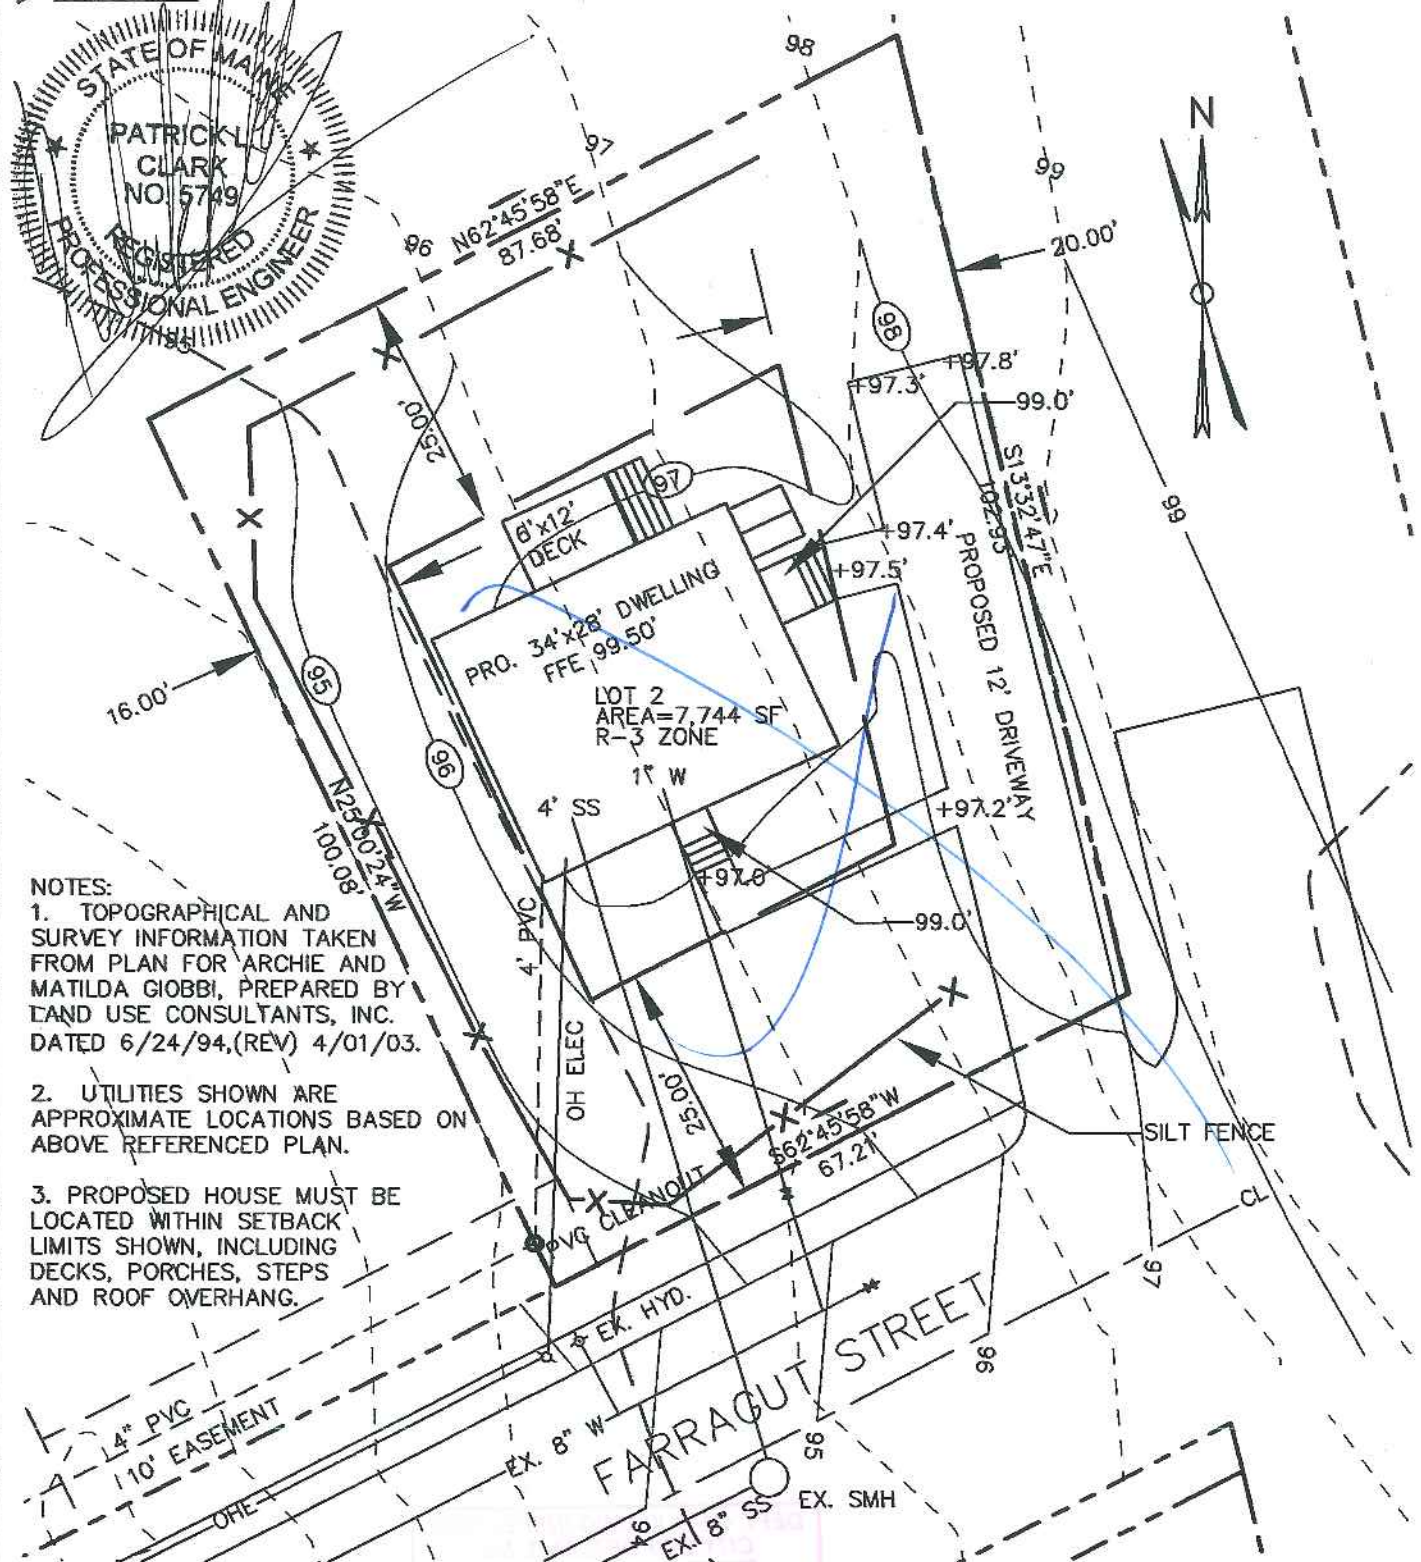 STATE OF MAINE
PATRICK L.
CLARK
NO. 5749
REGISTERED
PROFESSIONAL ENGINEER
95
96
97
98
99
N
N62°45'58"E
87.68'
20.00'
98
+97.8'
+97.3'
99.0'
25.00'
97
S13°32'47"E
102.93'
99
6'x12'
DECK
+97.4'
+97.5'
PROPOSED 12' DRIVEWAY
PRO. 34'x28' DWELLING
FFE 99.50'
LOT 2
AREA=7,744 SF
R-3 ZONE
16.00'
95
96
1" W
4' SS
+97.2'
N25°00'24"W
100.08'
+97.0
99.0'
4' PVC
OH ELEC
25.00'
NOTES:
1. TOPOGRAPHICAL AND
SURVEY INFORMATION TAKEN
FROM PLAN FOR ARCHIE AND
MATILDA GIOBBI, PREPARED BY
LAND USE CONSULTANTS, INC.
DATED 6/24/94,(REV) 4/01/03.
2. UTILITIES SHOWN ARE
APPROXIMATE LOCATIONS BASED ON
ABOVE REFERENCED PLAN.
3. PROPOSED HOUSE MUST BE
LOCATED WITHIN SETBACK
LIMITS SHOWN, INCLUDING
DECKS, PORCHES, STEPS
AND ROOF OVERHANG.
S62°45'58"W
67.21'
SILT FENCE
PVC CLEANOUT
CL
97
EX. HYD.
96
FARRAGUT STREET
4" PVC
10' EASEMENT
EX. 8" W
95
OHE
94
EX. 8" SS
EX. SMH